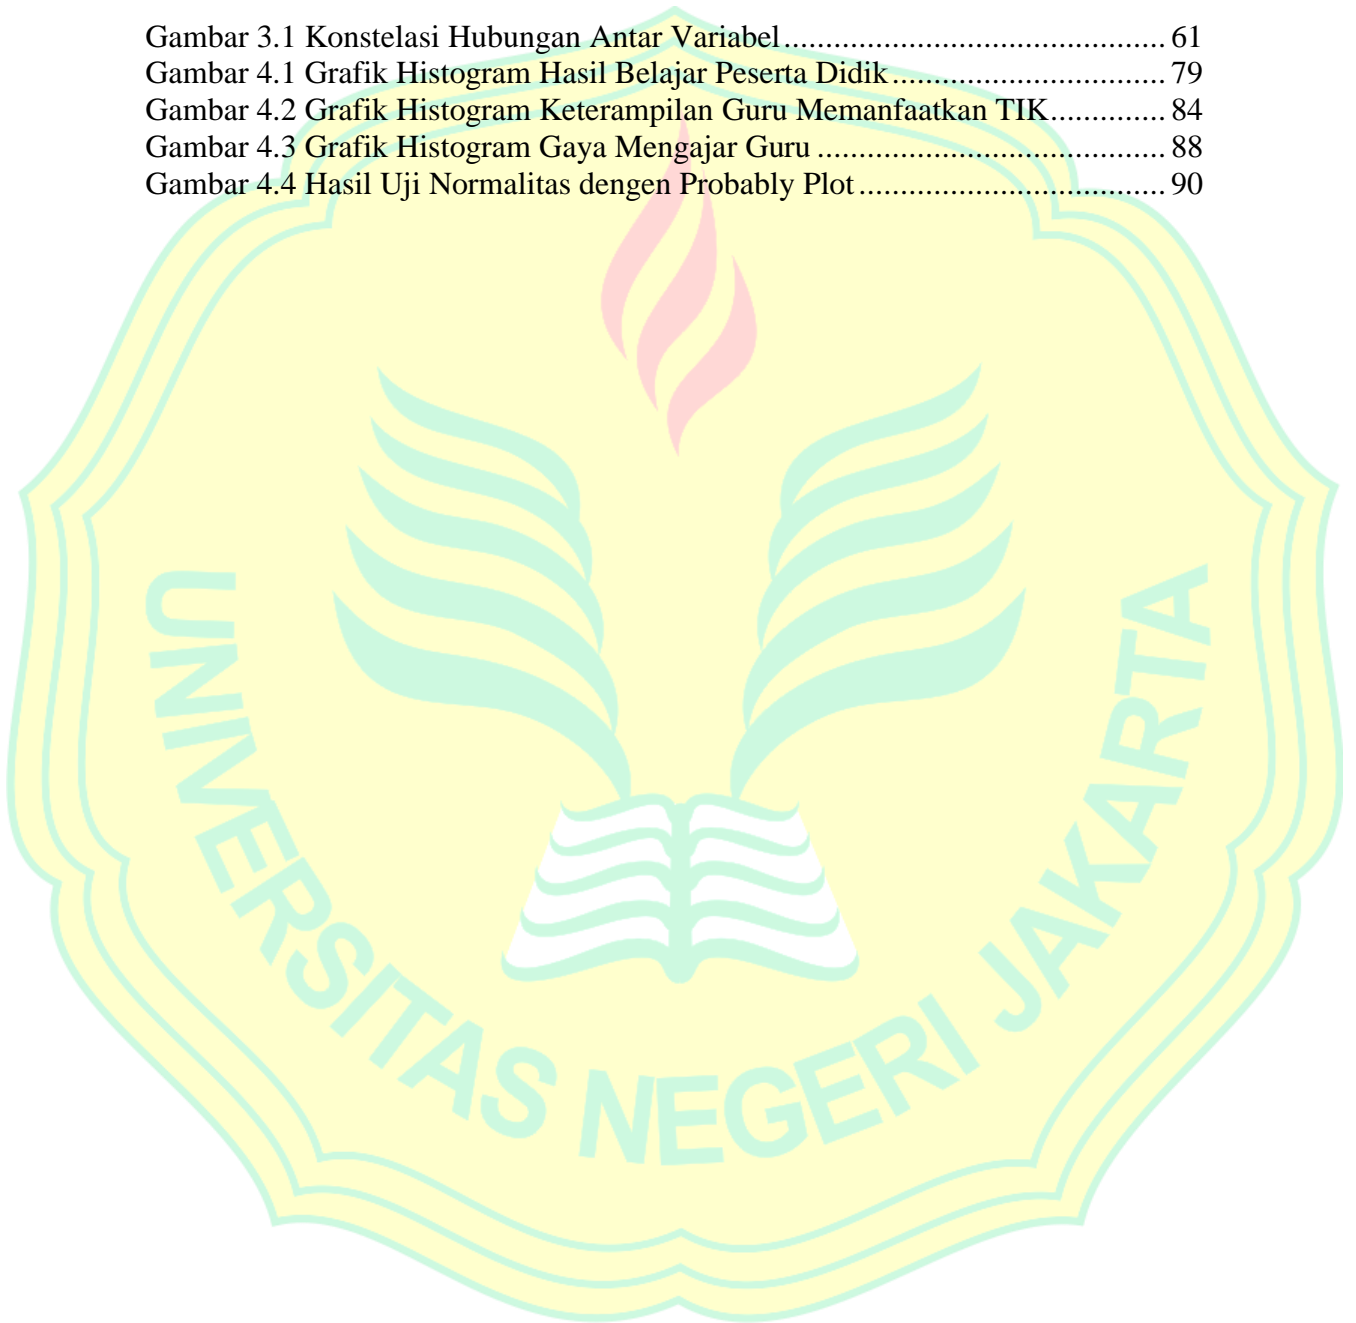 Gambar 3.1 Konstelasi Hubungan Antar Variabel.............................................. 61
Gambar 4.1 Grafik Histogram Hasil Belajar Peserta Didik................................. 79
Gambar 4.2 Grafik Histogram Keterampilan Guru Memanfaatkan TIK.............. 84
Gambar 4.3 Grafik Histogram Gaya Mengajar Guru .......................................... 88
Gambar 4.4 Hasil Uji Normalitas dengen Probably Plot ..................................... 90
UNIVERSITAS NEGERI JAKARTA